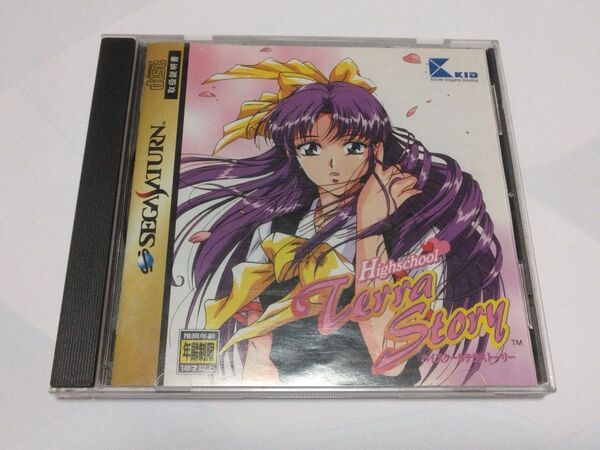 DISC
取扱説明書
SEGA SATURN
KID
Kindle Imagine Develop
Highschool
Terra
Story
TM
ハイスクールテラストーリー
推奨年齢
年齢制限
18才以上